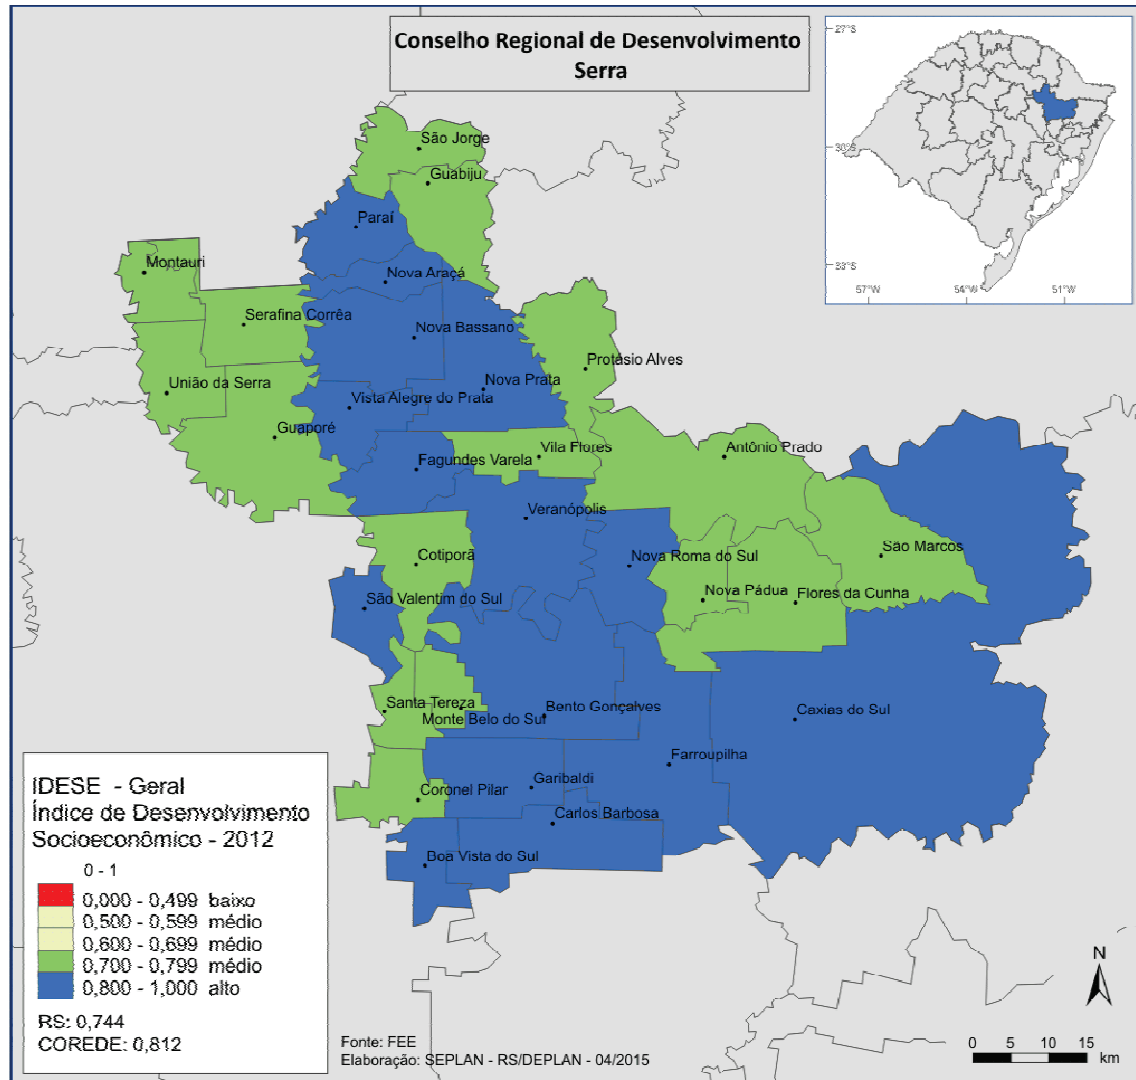 Conselho Regional de Desenvolvimento
Serra
27°S
30°S
33°S
57°W
54°W
51°W
São Jorge
Guabiju
Paraí
Montauri
Nova Araçá
Serafina Corrêa
Nova Bassano
Protásio Alves
União da Serra
Nova Prata
Vista Alegre do Prata
Guaporé
Fagundes Varela
Vila Flores
Antônio Prado
Veranópolis
Cotiporã
Nova Roma do Sul
São Marcos
São Valentim do Sul
Nova Pádua
Flores da Cunha
Santa Tereza
Monte Belo do Sul
Bento Gonçalves
Caxias do Sul
Farroupilha
Garibaldi
Coronel Pilar
Carlos Barbosa
Boa Vista do Sul
IDESE - Geral
Índice de Desenvolvimento
Socioeconômico - 2012
0 - 1
0,000 - 0,499 baixo
0,500 - 0,599 médio
0,600 - 0,699 médio
0,700 - 0,799 médio
0,800 - 1,000 alto
RS: 0,744
COREDE: 0,812
Fonte: FEE
Elaboração: SEPLAN - RS/DEPLAN - 04/2015
N
0 5 10 15
km